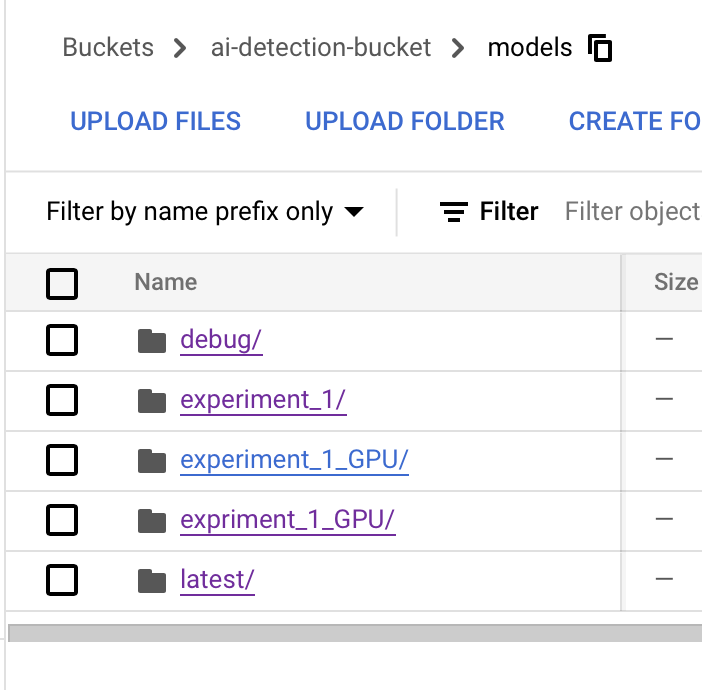 Buckets > ai-detection-bucket > models
UPLOAD FILES UPLOAD FOLDER CREATE FO
Filter by name prefix only Filter Filter object
Name Size
debug/ —
experiment_1/ —
experiment_1_GPU/ —
expriment_1_GPU/ —
latest/ —